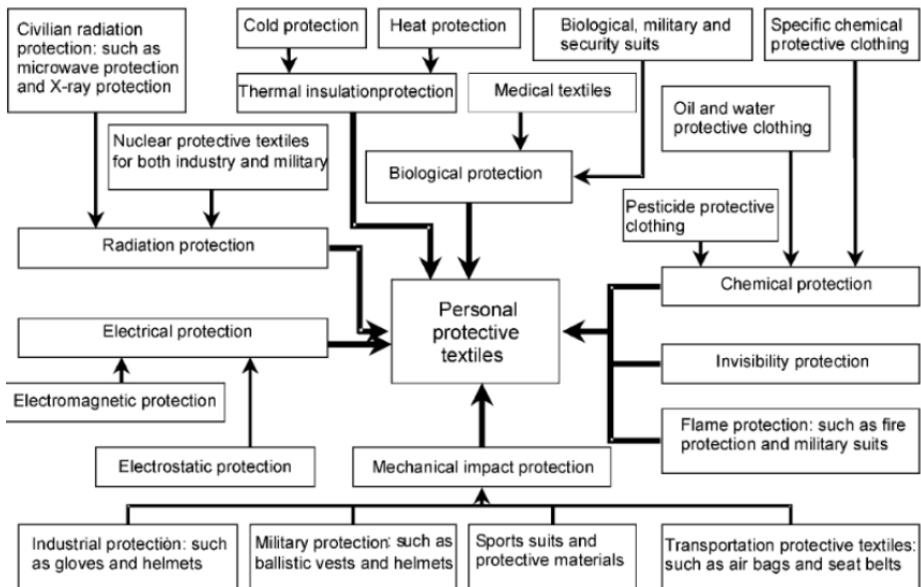 Civilian radiation
protection: such as
microwave protection
and X-ray protection
Cold protection
Heat protection
Biological, military and
security suits
Specific chemical
protective clothing
Thermal insulationprotection
Medical textiles
Oil and water
protective clothing
Nuclear protective textiles
for both industry and military
Biological protection
Pesticide protective
clothing
Radiation protection
Chemical protection
Personal
protective
textiles
Electrical protection
Invisibility protection
Electromagnetic protection
Flame protection: such as fire
protection and military suits
Electrostatic protection
Mechanical impact protection
Industrial protection: such
as gloves and helmets
Military protection: such as
ballistic vests and helmets
Sports suits and
protective materials
Transportation protective textiles:
such as air bags and seat belts